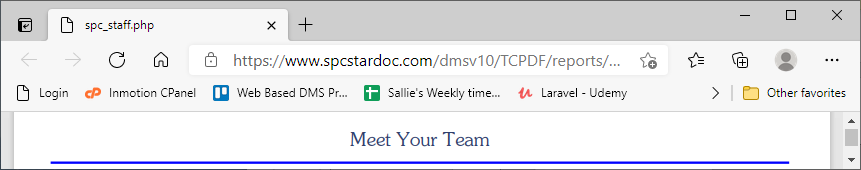 spc_staff.php
https://www.spcstardoc.com/dmsv10/TCPDF/reports/...
Login Inmotion CPanel Web Based DMS Pr... Sallie's Weekly time... Laravel - Udemy Other favorites
Meet Your Team